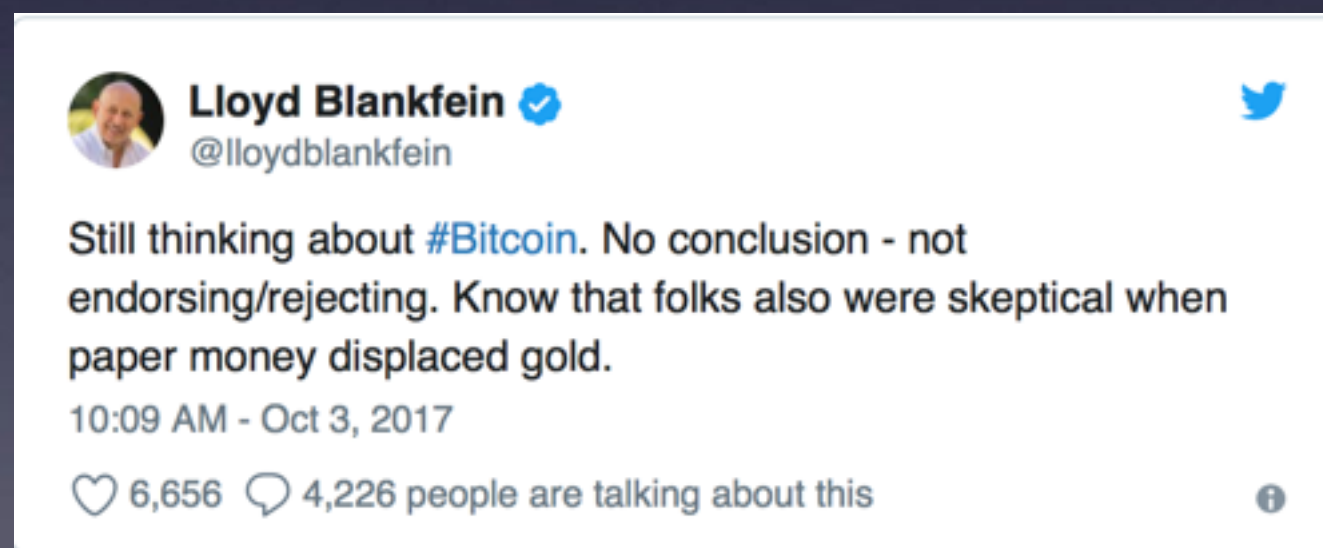 Lloyd Blankfein
@lloydblankfein
Still thinking about #Bitcoin. No conclusion - not
endorsing/rejecting. Know that folks also were skeptical when
paper money displaced gold.
10:09 AM - Oct 3, 2017
6,656 4,226 people are talking about this